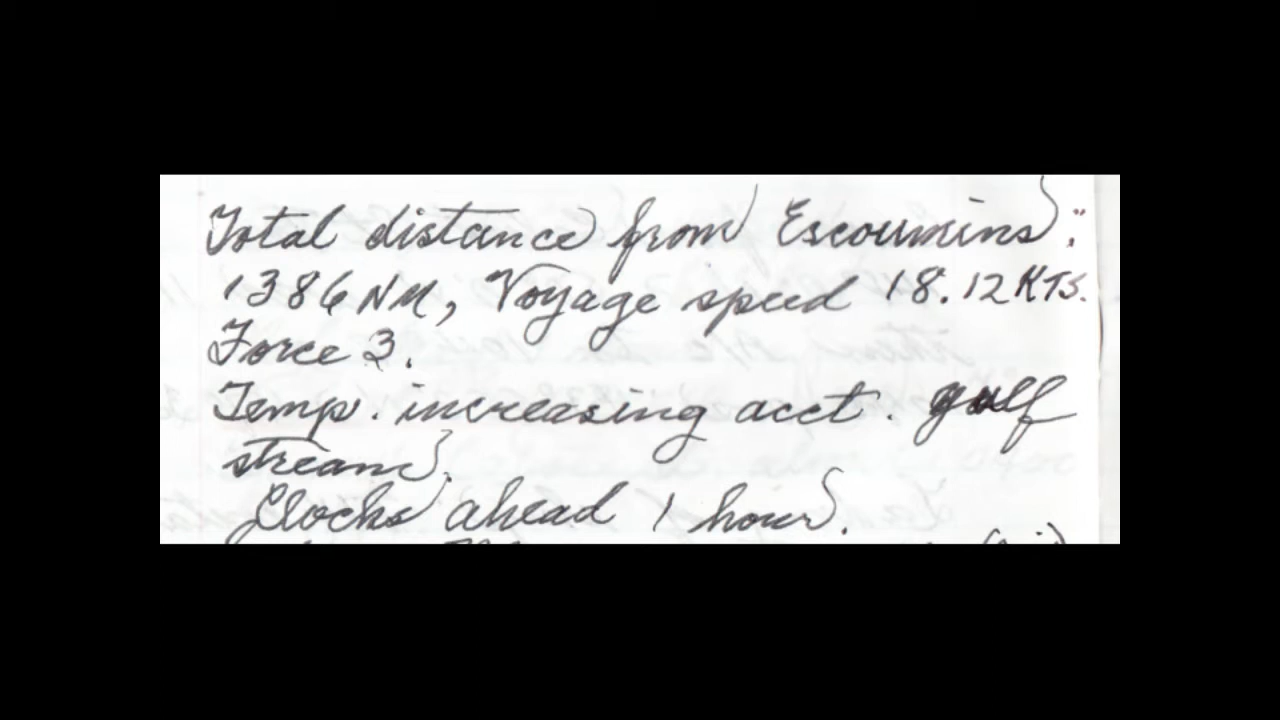 Total distance from Escoumins:
1386 NM, Voyage speed 18.12 KTS.
Force 3.
Temp. increasing acct. gulf
stream.
Clocks ahead 1 hour.